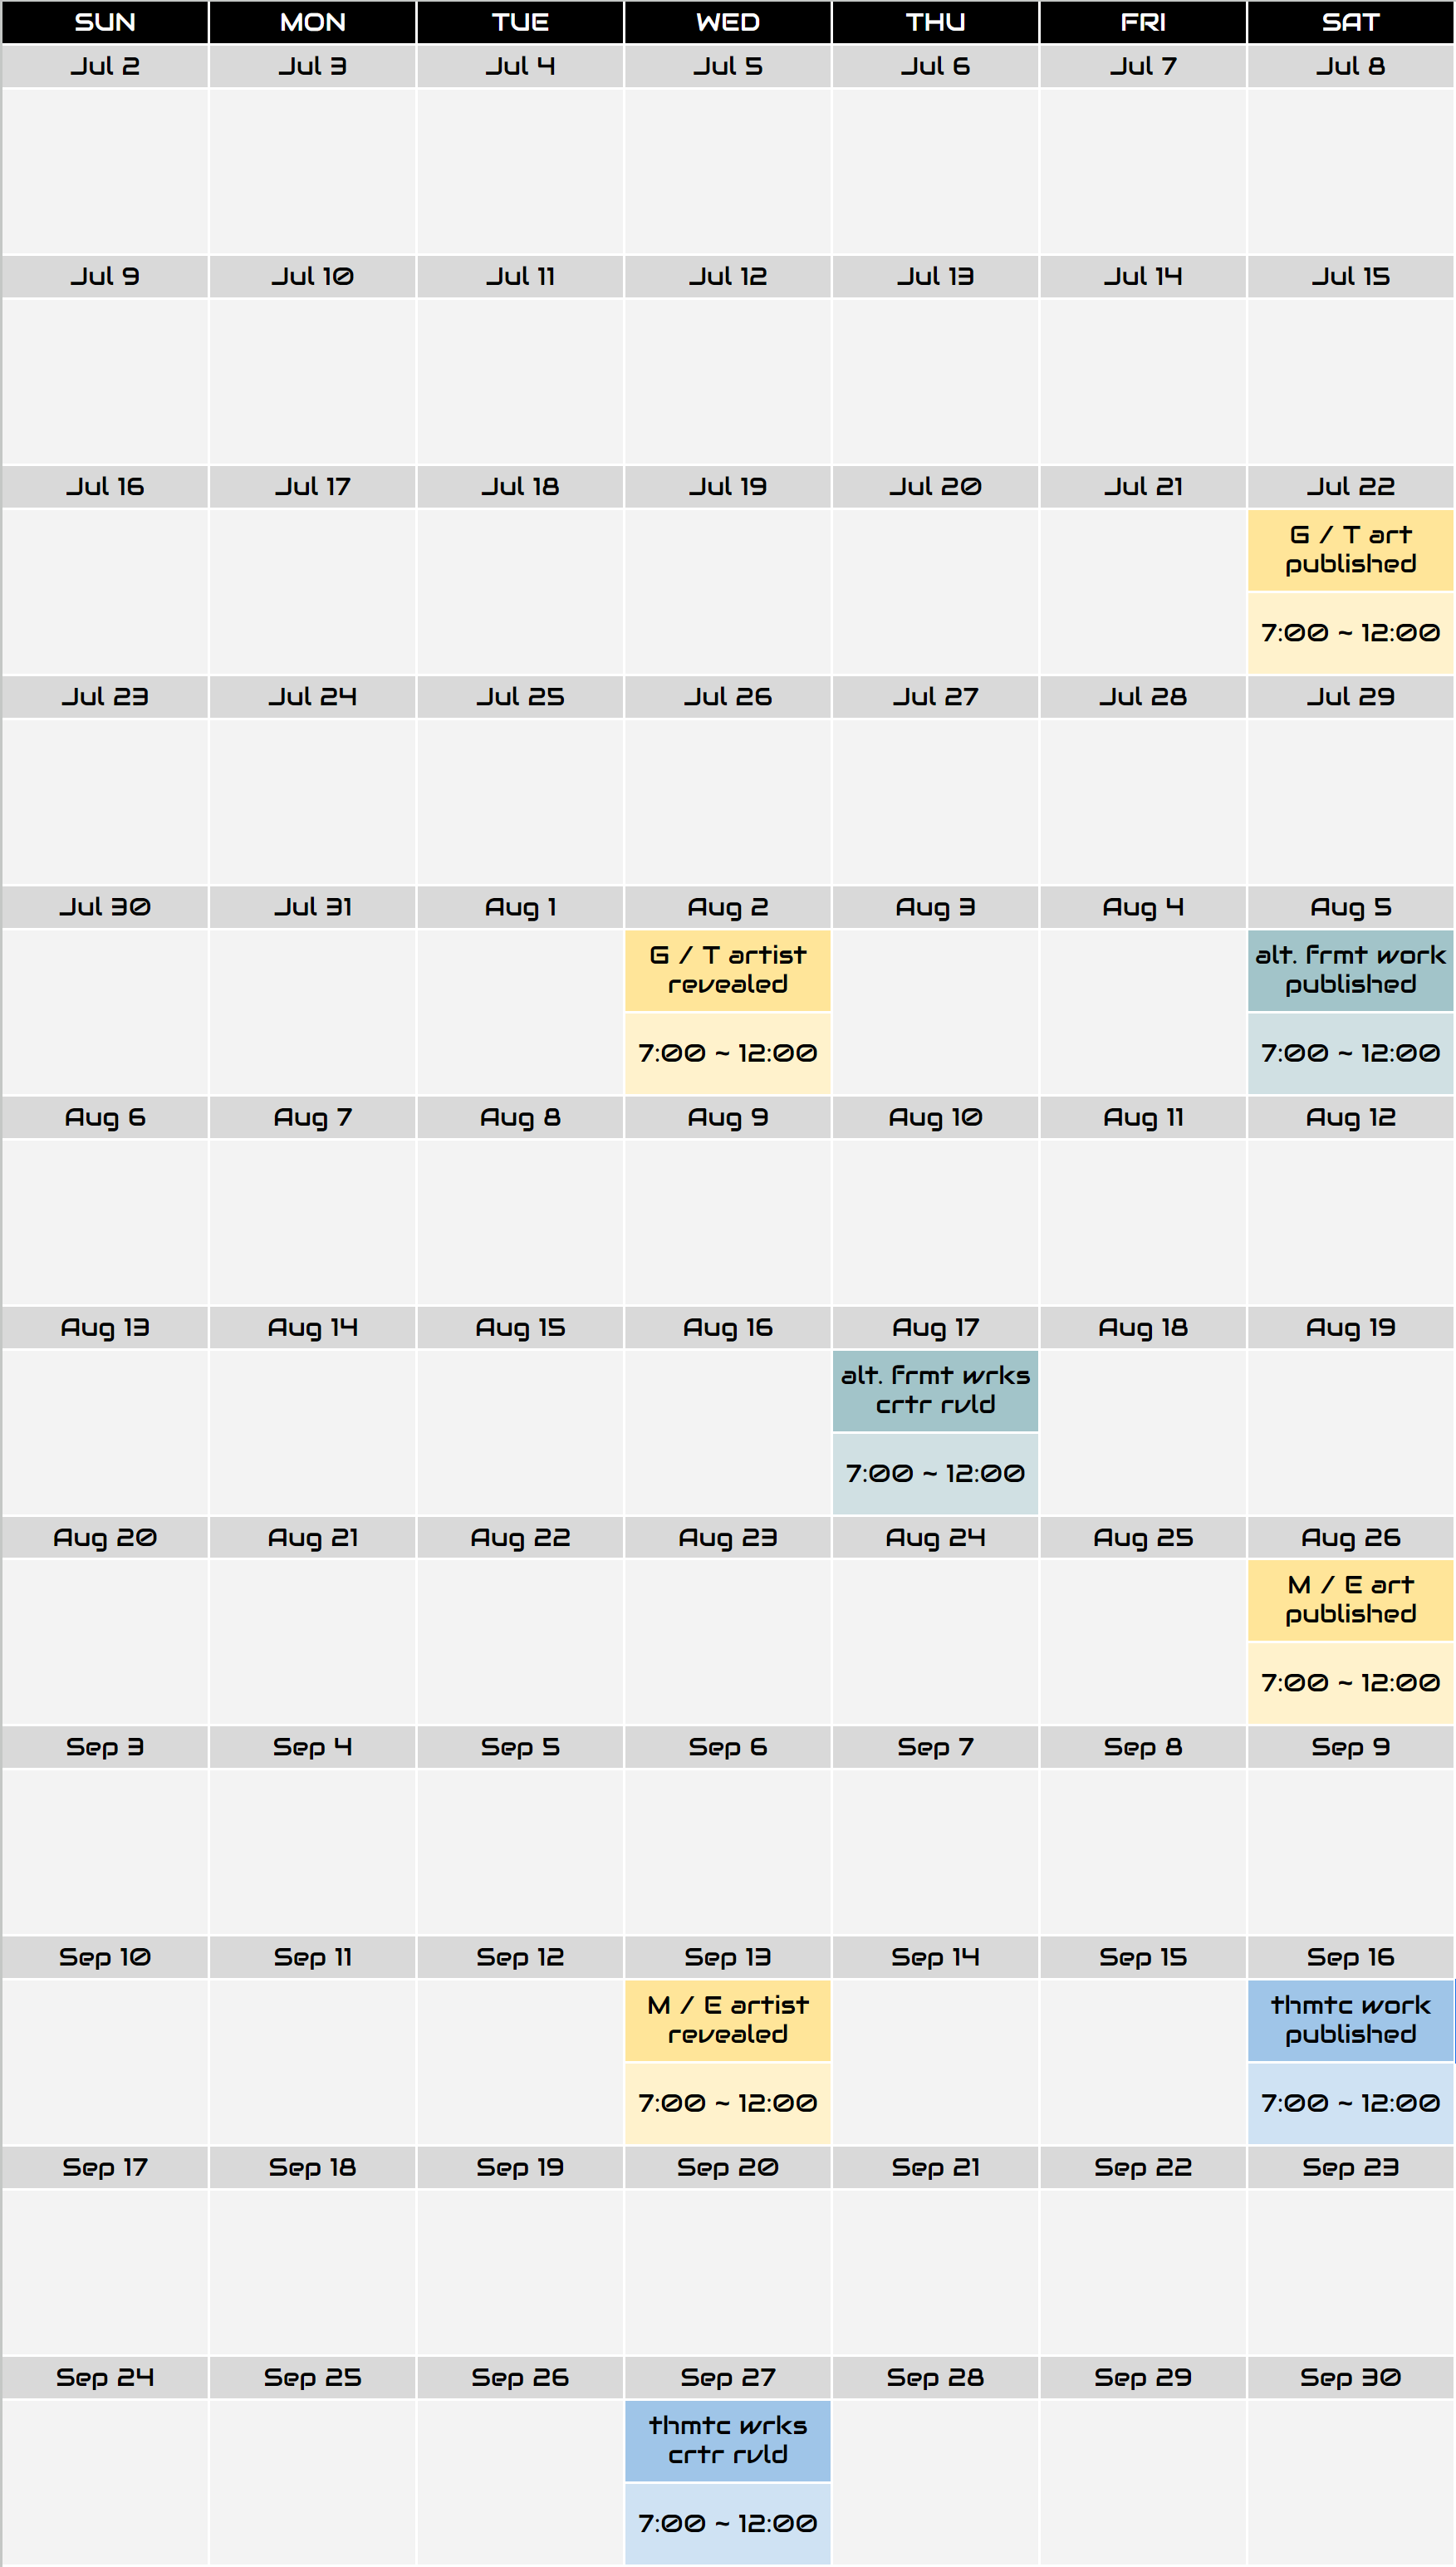 SUN MON TUE WED THU FRI SAT
Jul 2 Jul 3 Jul 4 Jul 5 Jul 6 Jul 7 Jul 8
Jul 9 Jul 10 Jul 11 Jul 12 Jul 13 Jul 14 Jul 15
Jul 16 Jul 17 Jul 18 Jul 19 Jul 20 Jul 21 Jul 22
G / T art
published
7:00 ~ 12:00
Jul 23 Jul 24 Jul 25 Jul 26 Jul 27 Jul 28 Jul 29
Jul 30 Jul 31 Aug 1 Aug 2 Aug 3 Aug 4 Aug 5
G / T artist
revealed
7:00 ~ 12:00
alt. frmt work
published
7:00 ~ 12:00
Aug 6 Aug 7 Aug 8 Aug 9 Aug 10 Aug 11 Aug 12
Aug 13 Aug 14 Aug 15 Aug 16 Aug 17 Aug 18 Aug 19
alt. frmt wrks
crtr rvld
7:00 ~ 12:00
Aug 20 Aug 21 Aug 22 Aug 23 Aug 24 Aug 25 Aug 26
M / E art
published
7:00 ~ 12:00
Sep 3 Sep 4 Sep 5 Sep 6 Sep 7 Sep 8 Sep 9
Sep 10 Sep 11 Sep 12 Sep 13 Sep 14 Sep 15 Sep 16
M / E artist
revealed
7:00 ~ 12:00
thmtc work
published
7:00 ~ 12:00
Sep 17 Sep 18 Sep 19 Sep 20 Sep 21 Sep 22 Sep 23
Sep 24 Sep 25 Sep 26 Sep 27 Sep 28 Sep 29 Sep 30
thmtc wrks
crtr rvld
7:00 ~ 12:00